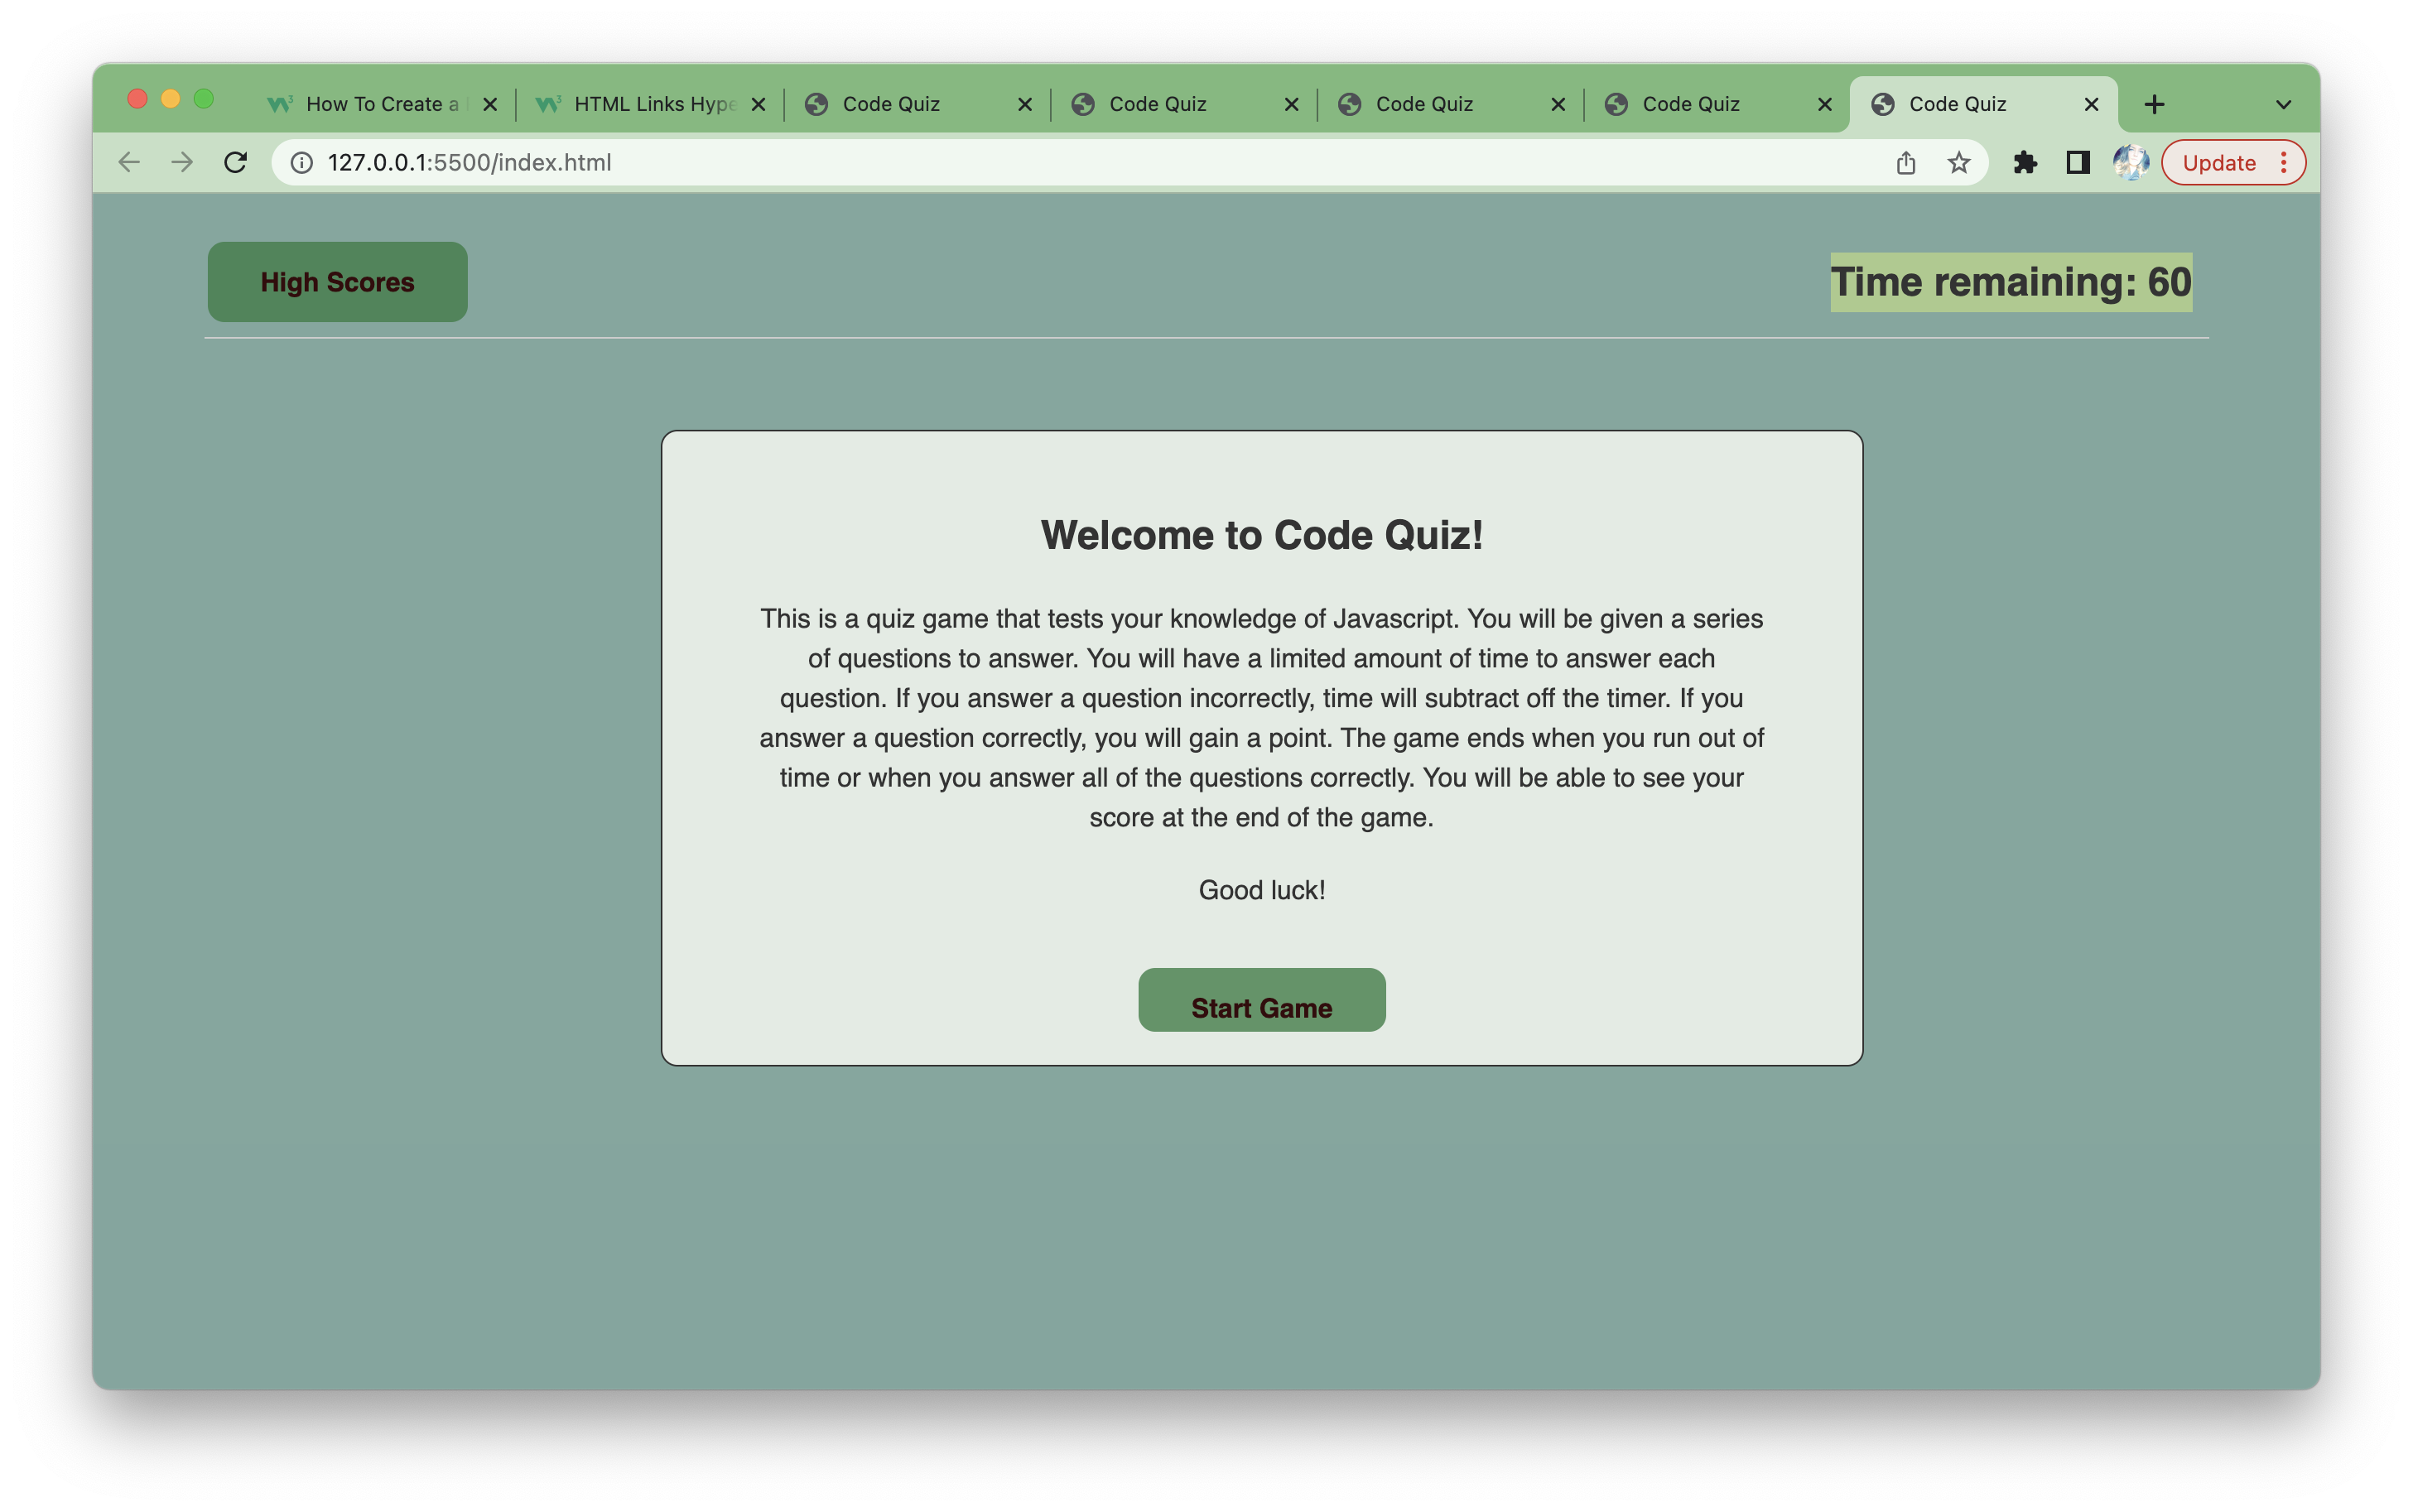 How To Create a
HTML Links Hype
Code Quiz
Code Quiz
Code Quiz
Code Quiz
Code Quiz
127.0.0.1:5500/index.html
Update
High Scores
Time remaining: 60
Welcome to Code Quiz!
This is a quiz game that tests your knowledge of Javascript. You will be given a series
of questions to answer. You will have a limited amount of time to answer each
question. If you answer a question incorrectly, time will subtract off the timer. If you
answer a question correctly, you will gain a point. The game ends when you run out of
time or when you answer all of the questions correctly. You will be able to see your
score at the end of the game.
Good luck!
Start Game